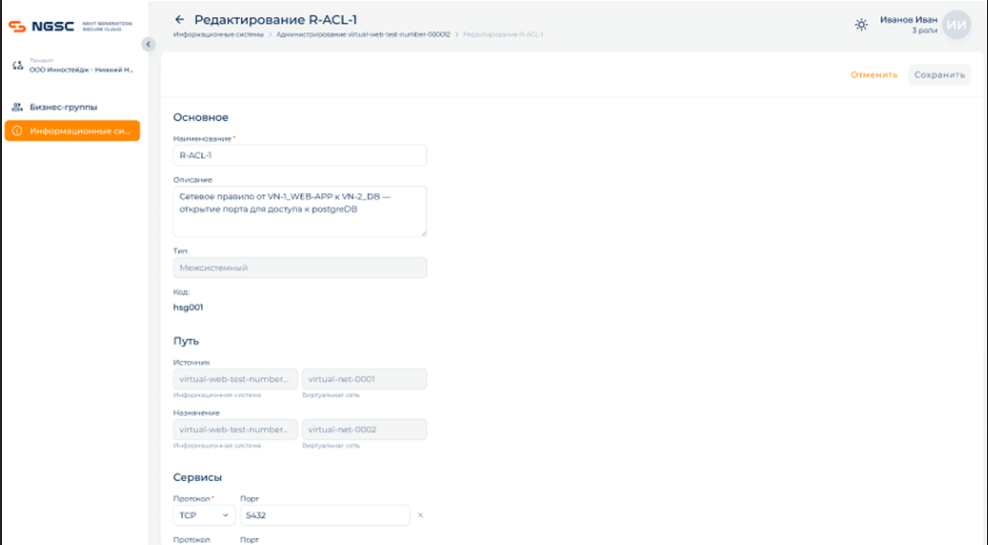 NGSC NEXT GENERATION
SECURE CLOUD
Тенант
ООО Инностейдж - Нижний Н...
Бизнес-группы
Информационные си...
Редактирование R-ACL-1
Информационные системы > Администрирование virtual-web-test-number-000012 > Редактирование R-ACL-1
Иванов Иван
3 роли
ИИ
Отменить
Сохранить
Основное
Наименование *
R-ACL-1
Описание
Сетевое правило от VN-1_WEB-APP к VN-2_DB —
открытие порта для доступа к postgreDB
Тип
Межсистемный
Код:
hsg001
Путь
Источник
virtual-web-test-number... virtual-net-0001
Информационная система Виртуальная сеть
Назначение
virtual-web-test-number... virtual-net-0002
Информационная система Виртуальная сеть
Сервисы
Протокол * Порт
TCP 5432
Протокол Порт